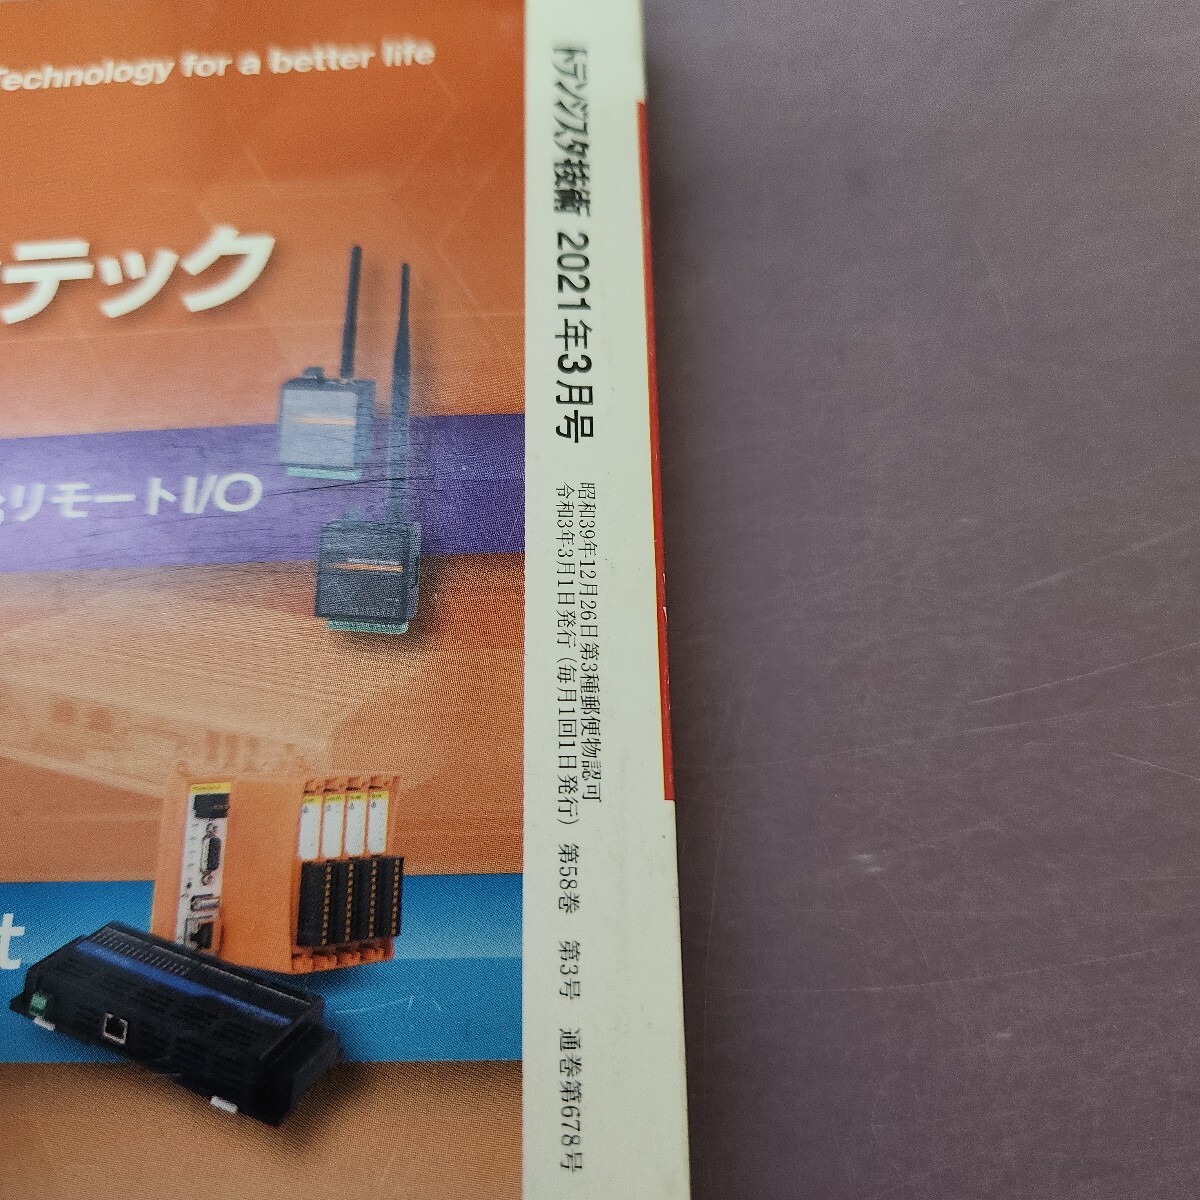 Technology for a better life
テック
リモートI/O
t
トランジスタ技術 2021年3月号
昭和39年12月26日第3種郵便物認可
令和3年3月1日発行(毎月1回1日発行) 第58巻 第3号 通巻第678号